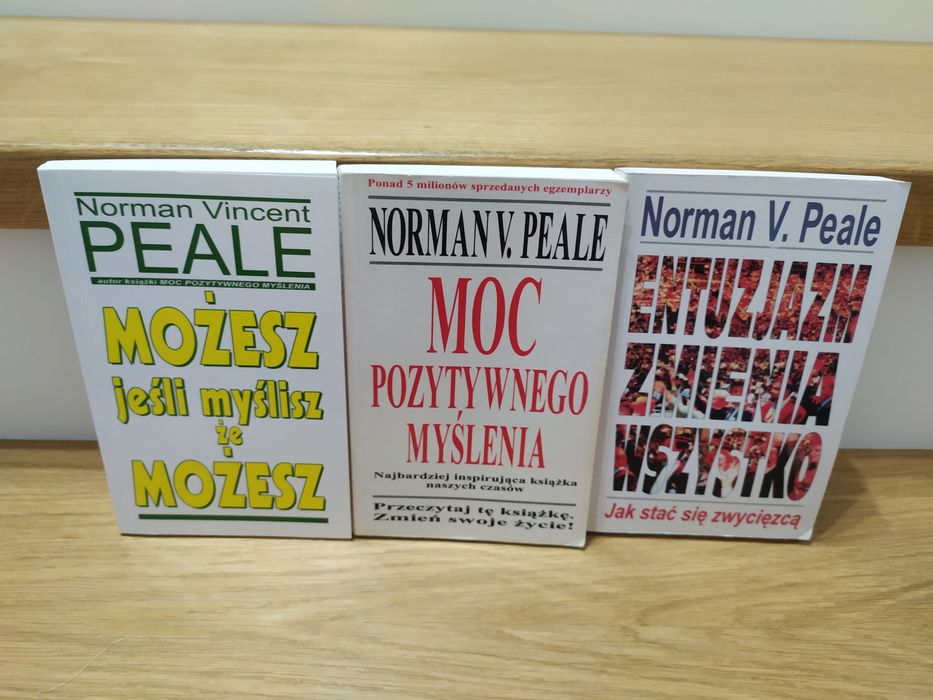 Norman Vincent
PEALE
autor książki MOC POZYTYWNEGO MYŚLENIA
MOŻESZ
jeśli myślisz
że
MOŻESZ
Ponad 5 milionów sprzedanych egzemplarzy
NORMAN V. PEALE
MOC
POZYTYWNEGO
MYŚLENIA
Najbardziej inspirująca książka
naszych czasów
Przeczytaj tę książkę.
Zmień swoje życie!
Norman V. Peale
ENTUZJAZM
ZMIENIA
WSZYSTKO
Jak stać się zwycięzcą